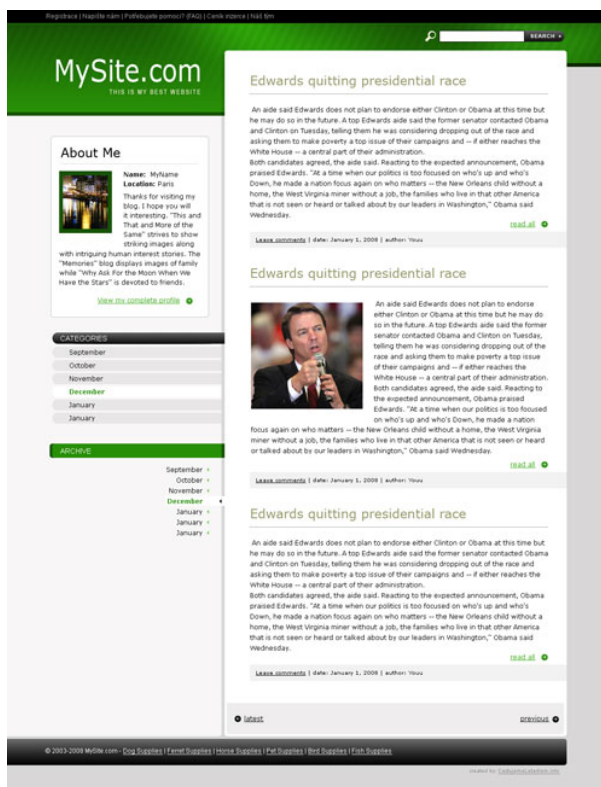 Registrace | Napište nám | Potřebujete pomoci? (FAQ) | Ceník inzerce | Náš tým
SEARCH
MySite.com
THIS IS MY BEST WEBSITE
About Me
Name: MyName
Location: Paris
Thanks for visiting my
blog. I hope you will
it interesting. "This and
That and More of the
Same" strives to show
striking images along
with intriguing human interest stories. The
"Memories" blog displays images of family
while "Why Ask For the Moon When We
Have the Stars" is devoted to friends.
View my complete profile
CATEGORIES
September
October
November
December
January
January
ARCHIVE
September
October
November
December
January
January
January
Edwards quitting presidential race
An aide said Edwards does not plan to endorse either Clinton or Obama at this time but
he may do so in the future. A top Edwards aide said the former senator contacted Obama
and Clinton on Tuesday, telling them he was considering dropping out of the race and
asking them to make poverty a top issue of their campaigns and -- if either reaches the
White House -- a central part of their administration.
Both candidates agreed, the aide said. Reacting to the expected announcement, Obama
praised Edwards. "At a time when our politics is too focused on who's up and who's
Down, he made a nation focus again on who matters -- the New Orleans child without a
home, the West Virginia miner without a job, the families who live in that other America
that is not seen or heard or talked about by our leaders in Washington," Obama said
Wednesday.
read all
Leave comments | date: January 1, 2008 | author: Youu
Edwards quitting presidential race
An aide said Edwards does not plan to endorse
either Clinton or Obama at this time but he may do
so in the future. A top Edwards aide said the former
senator contacted Obama and Clinton on Tuesday,
telling them he was considering dropping out of the
race and asking them to make poverty a top issue
of their campaigns and -- if either reaches the
White House -- a central part of their administration.
Both candidates agreed, the aide said. Reacting to
the expected announcement, Obama praised
Edwards. "At a time when our politics is too focused
on who's up and who's Down, he made a nation
focus again on who matters -- the New Orleans child without a home, the West Virginia
miner without a job, the families who live in that other America that is not seen or heard
or talked about by our leaders in Washington," Obama said Wednesday.
read all
Leave comments | date: January 1, 2008 | author: Youu
Edwards quitting presidential race
An aide said Edwards does not plan to endorse either Clinton or Obama at this time but
he may do so in the future. A top Edwards aide said the former senator contacted Obama
and Clinton on Tuesday, telling them he was considering dropping out of the race and
asking them to make poverty a top issue of their campaigns and -- if either reaches the
White House -- a central part of their administration.
Both candidates agreed, the aide said. Reacting to the expected announcement, Obama
praised Edwards. "At a time when our politics is too focused on who's up and who's
Down, he made a nation focus again on who matters -- the New Orleans child without a
home, the West Virginia miner without a job, the families who live in that other America
that is not seen or heard or talked about by our leaders in Washington," Obama said
Wednesday.
read all
Leave comments | date: January 1, 2008 | author: Youu
latest
previous
© 2003-2008 MySite.com - Dog Supplies | Ferret Supplies | Horse Supplies | Pet Supplies | Bird Supplies | Fish Supplies
created by: